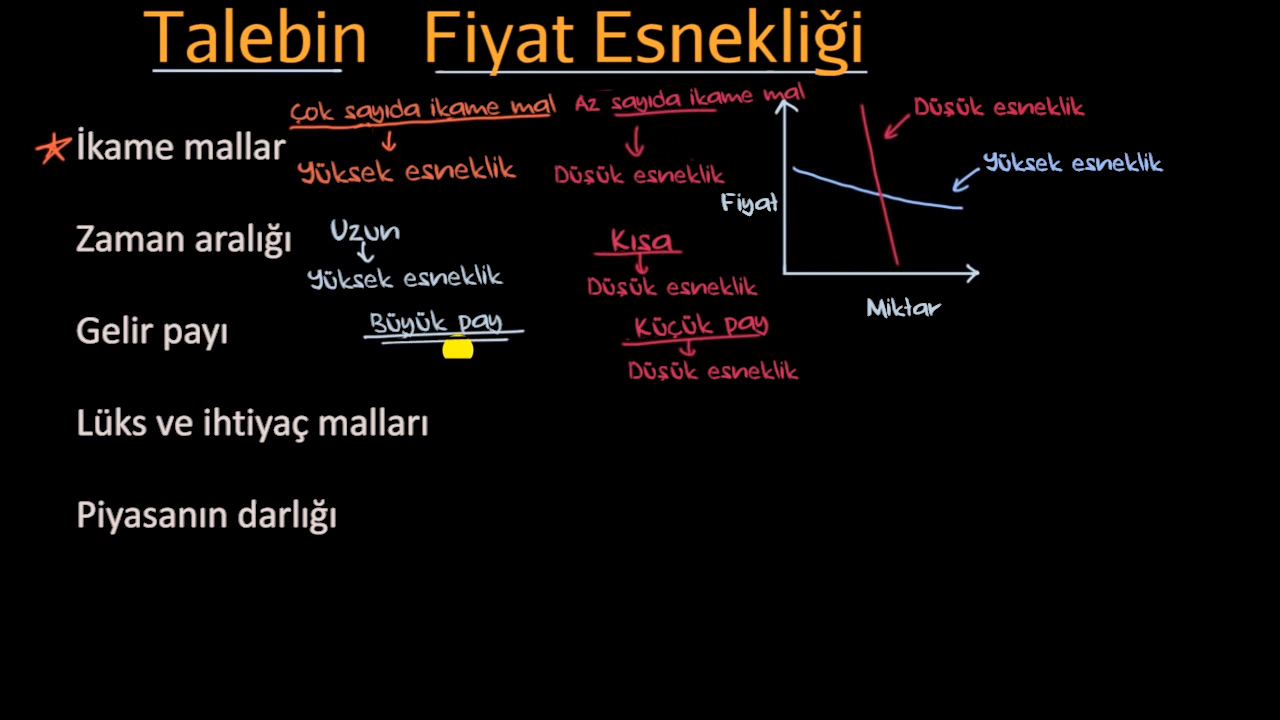 Talebin Fiyat Esnekliği
İkame mallar
Çok sayıda ikame mal
Yüksek esneklik
Az sayıda ikame mal
Düşük esneklik
Zaman aralığı
Uzun
Yüksek esneklik
Kısa
Düşük esneklik
Gelir payı
Büyük pay
Küçük pay
Düşük esneklik
Lüks ve ihtiyaç malları
Piyasanın darlığı
Düşük esneklik
Yüksek esneklik
Fiyat
Miktar